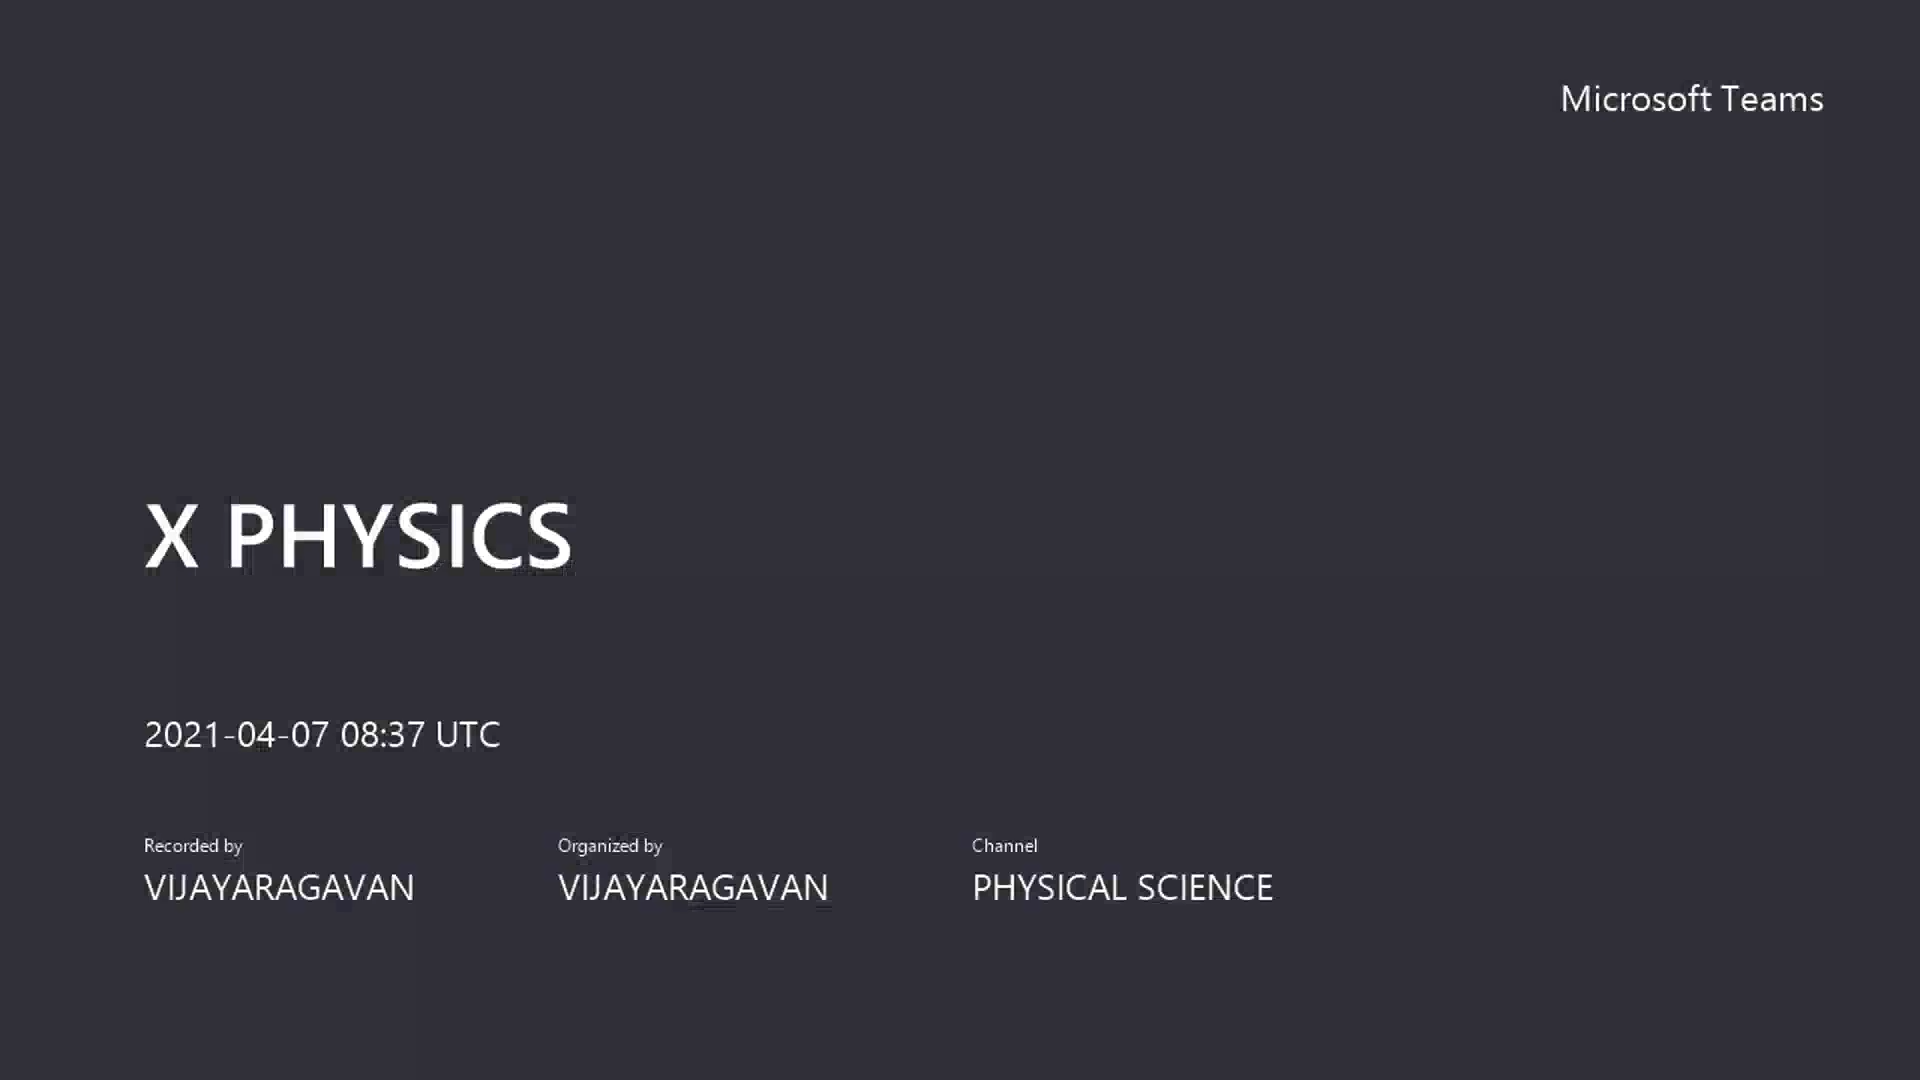 Microsoft Teams
X PHYSICS
2021-04-07 08:37 UTC
Recorded by
VIJAYARAGAVAN
Organized by
VIJAYARAGAVAN
Channel
PHYSICAL SCIENCE